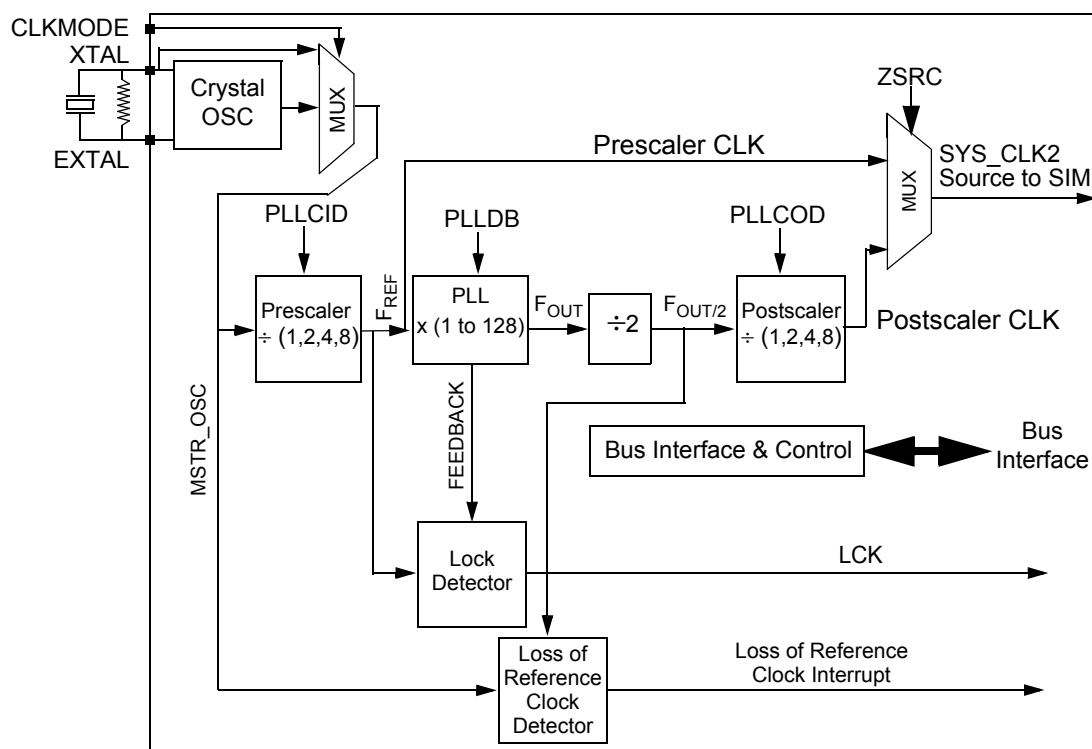 CLKMODE
XTAL
Crystal
OSC
MUX
EXTAL
ZSRC
Prescaler CLK
MUX
SYS_CLK2
Source to SIM
PLLCID
PLLDB
PLLCOD
Prescaler
÷ (1,2,4,8)
FREF
PLL
x (1 to 128)
FOUT
÷2
FOUT/2
Postscaler
÷ (1,2,4,8)
Postscaler CLK
MSTR_OSC
FEEDBACK
Bus Interface & Control
Bus
Interface
Lock
Detector
LCK
Loss of
Reference
Clock
Detector
Loss of Reference
Clock Interrupt